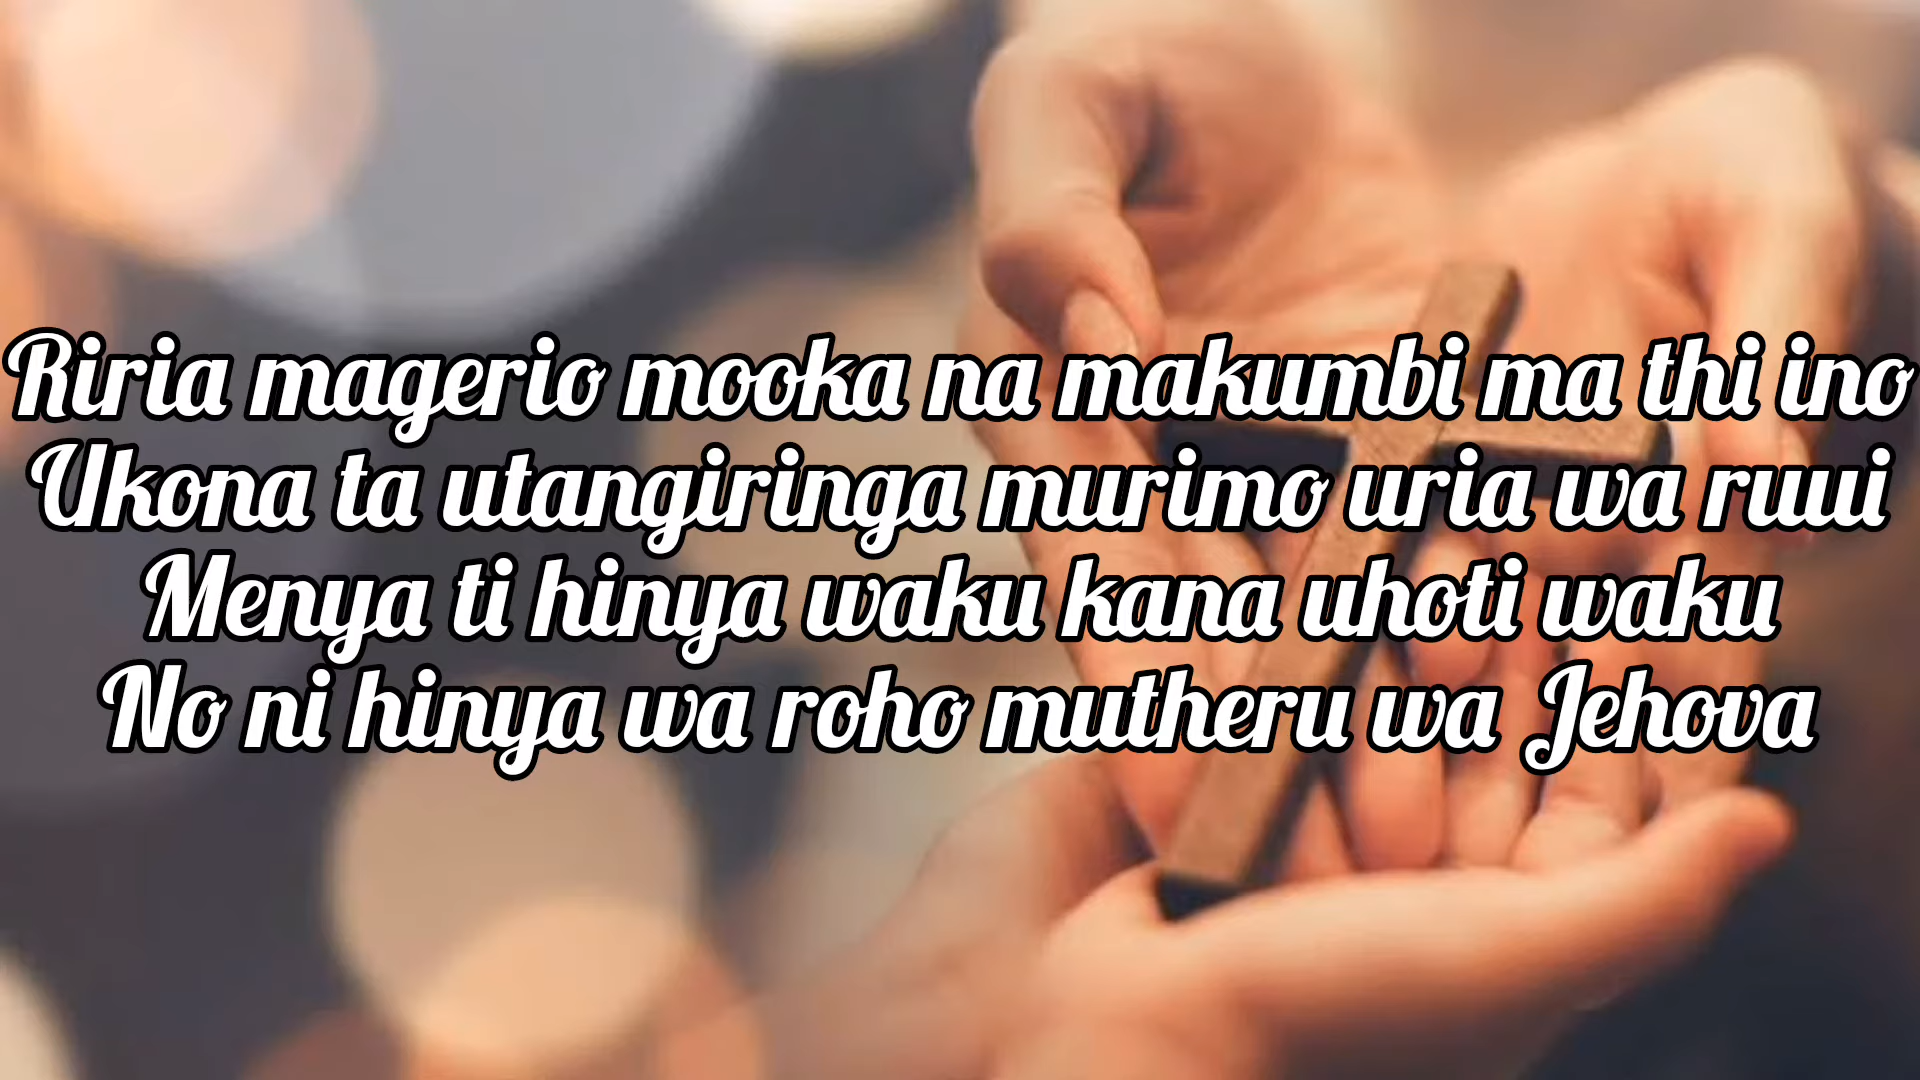 Riria magerio mooka na makumbi ma thi ino
Ukona ta utangiringa murimo uria wa ruui
Menya ti hinya waku kana uhoti waku
No ni hinya wa roho mutheru wa Jehova